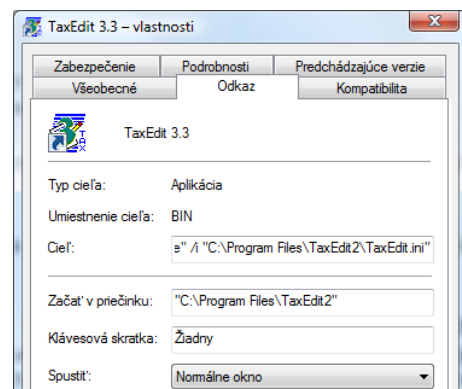 TaxEdit 3.3 – vlastnosti
Zabezpečenie Podrobnosti Predchádzajúce verzie
Všeobecné Odkaz Kompatibilita
TaxEdit 3.3
Typ cieľa: Aplikácia
Umiestnenie cieľa: BIN
Cieľ: e" /i "C:\Program Files\TaxEdit2\TaxEdit.ini"
Začať v priečinku: "C:\Program Files\TaxEdit2"
Klávesová skratka: Žiadny
Spustiť: Normálne okno